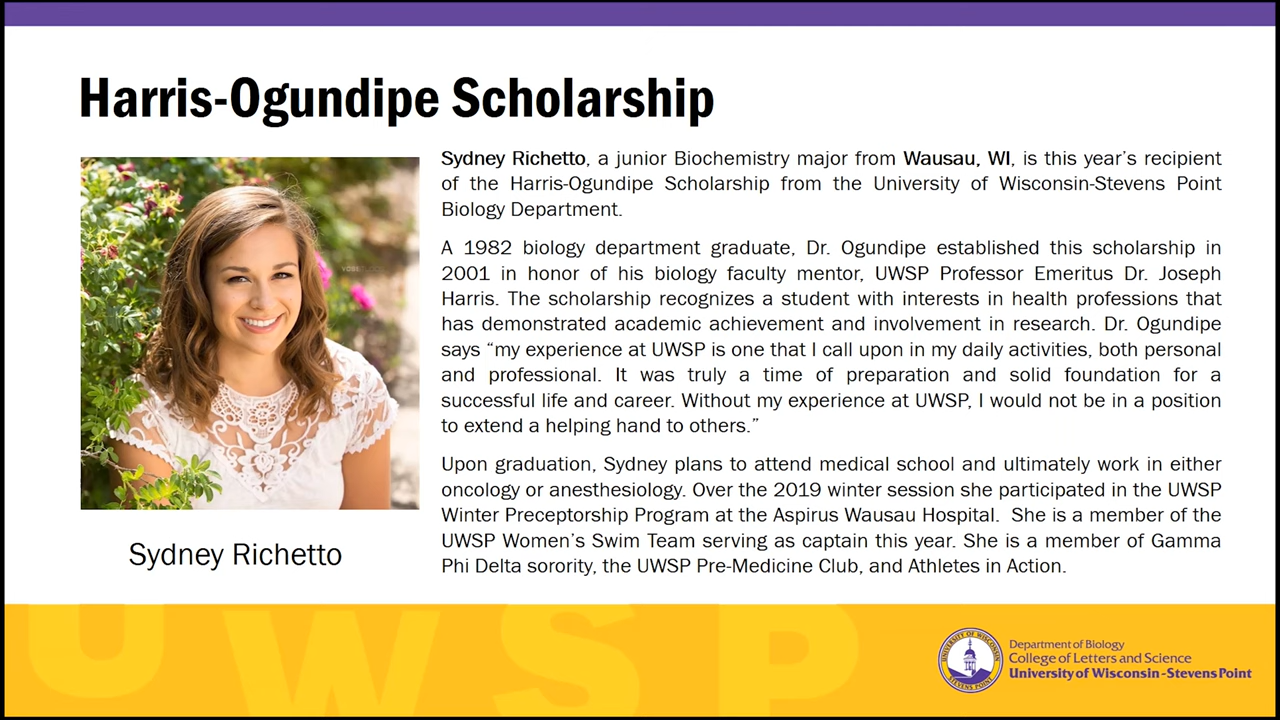 Harris-Ogundipe Scholarship
Sydney Richetto, a junior Biochemistry major from Wausau, WI, is this year’s recipient
of the Harris-Ogundipe Scholarship from the University of Wisconsin-Stevens Point
Biology Department.
A 1982 biology department graduate, Dr. Ogundipe established this scholarship in
2001 in honor of his biology faculty mentor, UWSP Professor Emeritus Dr. Joseph
Harris. The scholarship recognizes a student with interests in health professions that
has demonstrated academic achievement and involvement in research. Dr. Ogundipe
says “my experience at UWSP is one that I call upon in my daily activities, both personal
and professional. It was truly a time of preparation and solid foundation for a
successful life and career. Without my experience at UWSP, I would not be in a position
to extend a helping hand to others.”
Upon graduation, Sydney plans to attend medical school and ultimately work in either
oncology or anesthesiology. Over the 2019 winter session she participated in the UWSP
Winter Preceptorship Program at the Aspirus Wausau Hospital. She is a member of the
UWSP Women’s Swim Team serving as captain this year. She is a member of Gamma
Phi Delta sorority, the UWSP Pre-Medicine Club, and Athletes in Action.
Sydney Richetto
UWSP
UNIVERSITY OF WISCONSIN
STEVENS POINT
Department of Biology
College of Letters and Science
University of Wisconsin-Stevens Point